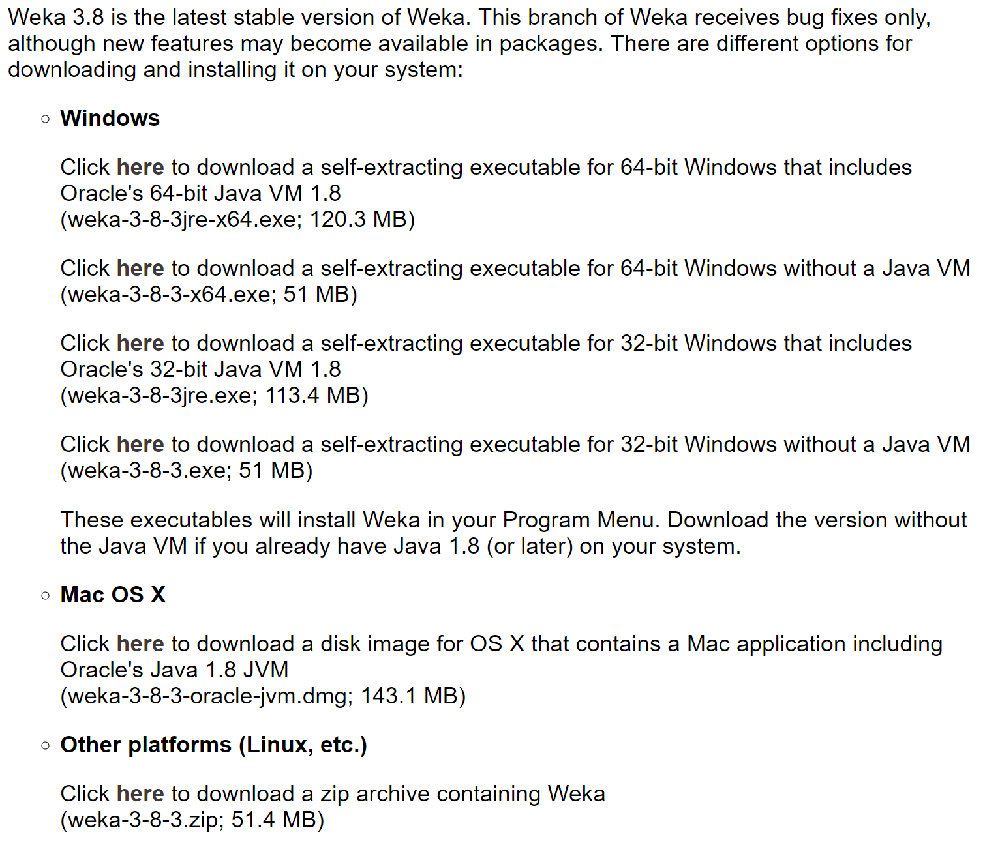 Weka 3.8 is the latest stable version of Weka. This branch of Weka receives bug fixes only,
although new features may become available in packages. There are different options for
downloading and installing it on your system:
Windows
Click here to download a self-extracting executable for 64-bit Windows that includes
Oracle's 64-bit Java VM 1.8
(weka-3-8-3jre-x64.exe; 120.3 MB)
Click here to download a self-extracting executable for 64-bit Windows without a Java VM
(weka-3-8-3-x64.exe; 51 MB)
Click here to download a self-extracting executable for 32-bit Windows that includes
Oracle's 32-bit Java VM 1.8
(weka-3-8-3jre.exe; 113.4 MB)
Click here to download a self-extracting executable for 32-bit Windows without a Java VM
(weka-3-8-3.exe; 51 MB)
These executables will install Weka in your Program Menu. Download the version without
the Java VM if you already have Java 1.8 (or later) on your system.
Mac OS X
Click here to download a disk image for OS X that contains a Mac application including
Oracle's Java 1.8 JVM
(weka-3-8-3-oracle-jvm.dmg; 143.1 MB)
Other platforms (Linux, etc.)
Click here to download a zip archive containing Weka
(weka-3-8-3.zip; 51.4 MB)